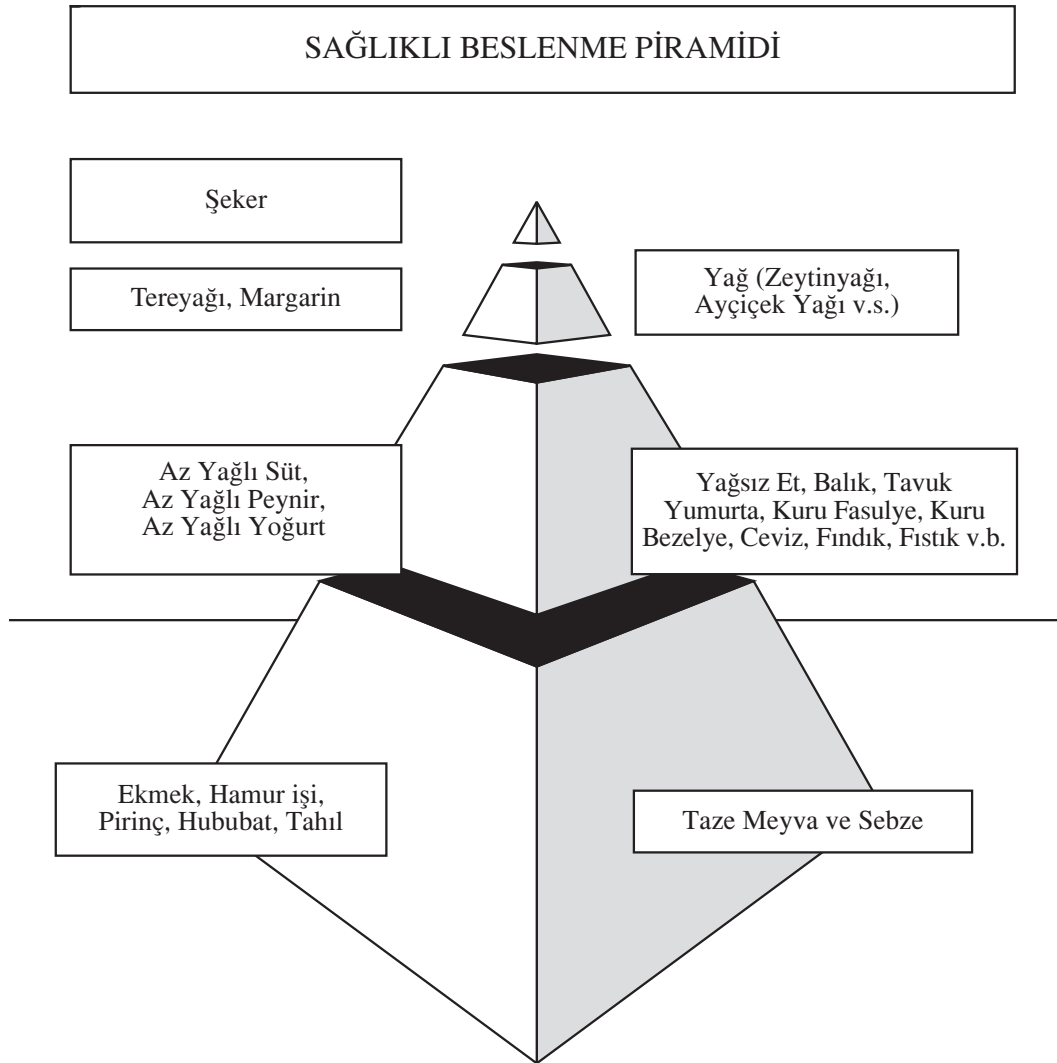 SAĞLIKLI BESLENME PİRAMİDİ
Şeker
Tereyağı, Margarin
Yağ (Zeytinyağı,
Ayçiçek Yağı v.s.)
Az Yağlı Süt,
Az Yağlı Peynir,
Az Yağlı Yoğurt
Yağsız Et, Balık, Tavuk
Yumurta, Kuru Fasulye, Kuru
Bezelye, Ceviz, Fındık, Fıstık v.b.
Ekmek, Hamur işi,
Pirinç, Hububat, Tahıl
Taze Meyva ve Sebze